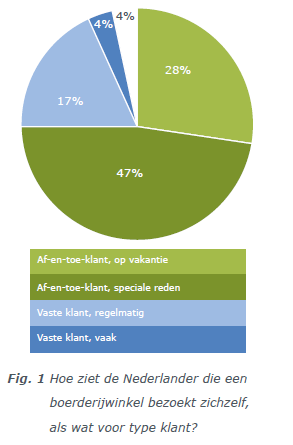 4%
4%
28%
17%
47%
Af-en-toe-klant, op vakantie
Af-en-toe-klant, speciale reden
Vaste klant, regelmatig
Vaste klant, vaak
Fig. 1 Hoe ziet de Nederlander die een
boerderijwinkel bezoekt zichzelf,
als wat voor type klant?